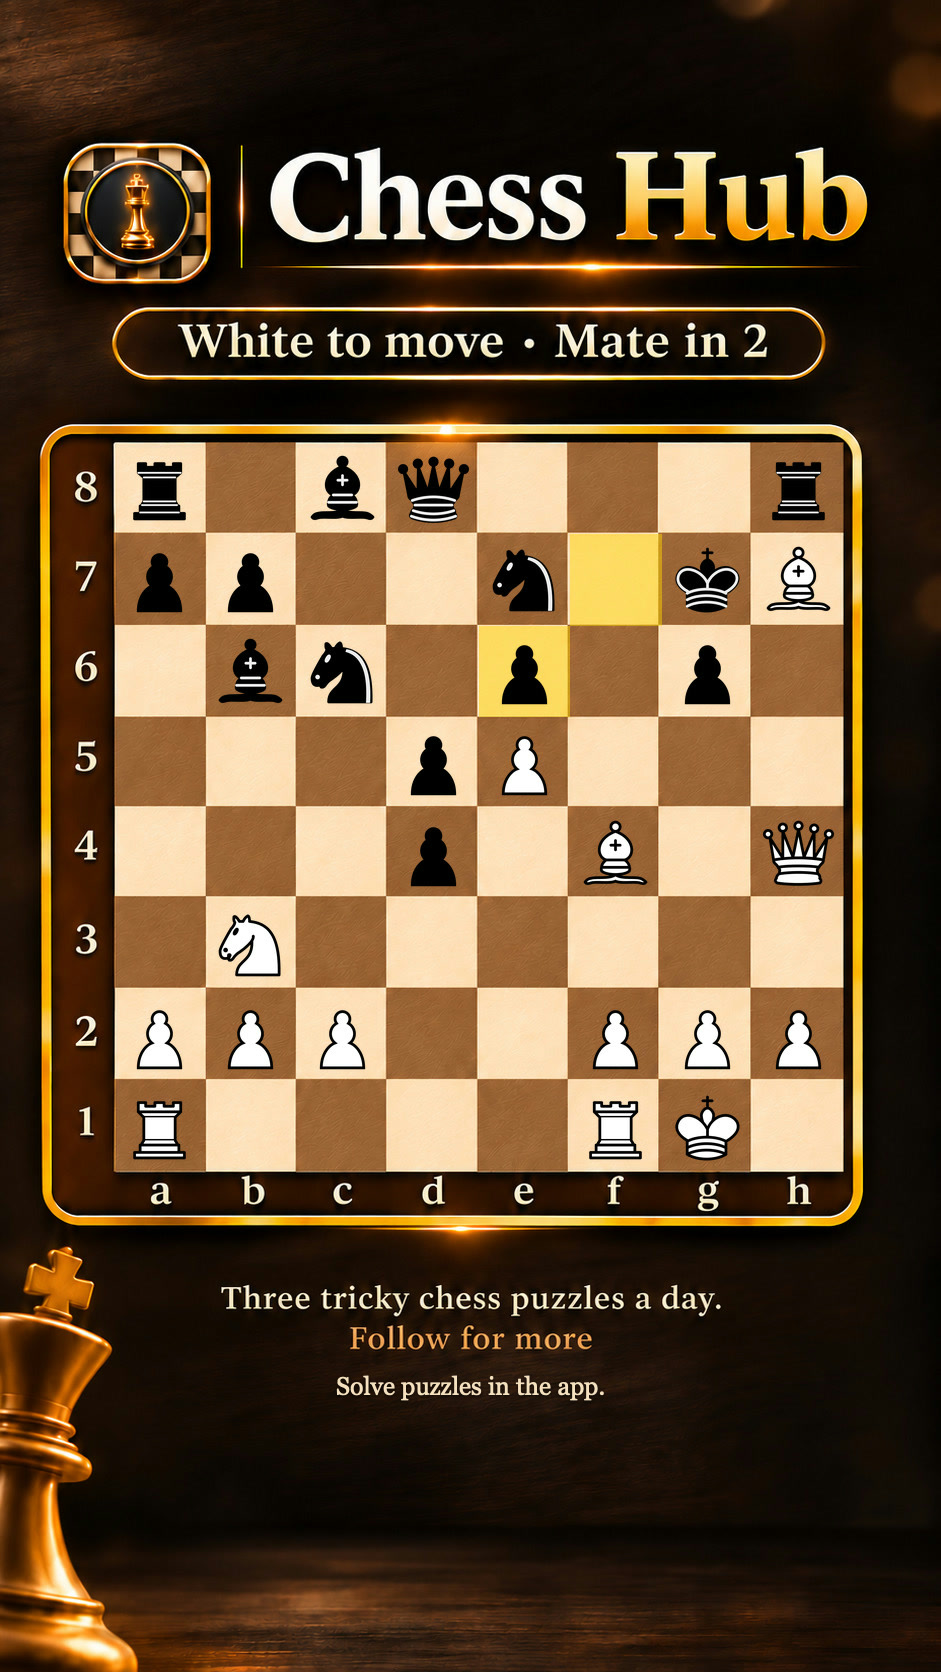 Chess Hub
White to move · Mate in 2
8
7
6
5
4
3
2
1
a b c d e f g h
Three tricky chess puzzles a day.
Follow for more
Solve puzzles in the app.